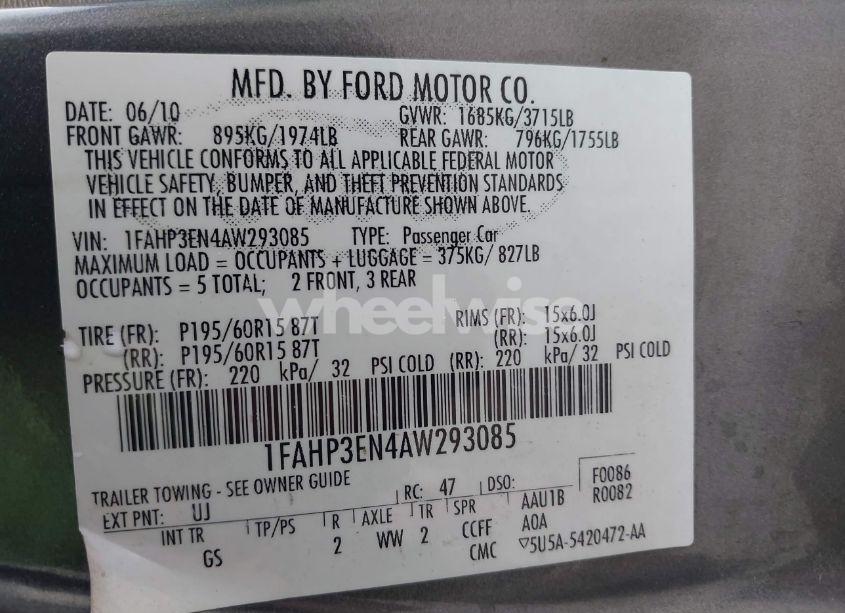 MFD. BY FORD MOTOR CO.
DATE: 06/10 GVWR: 1685KG/3715LB
FRONT GAWR: 895KG/1974LB REAR GAWR: 796KG/1755LB
THIS VEHICLE CONFORMS TO ALL APPLICABLE FEDERAL MOTOR
VEHICLE SAFETY, BUMPER, AND THEFT PREVENTION STANDARDS
IN EFFECT ON THE DATE OF MANUFACTURE SHOWN ABOVE.
VIN: 1FAHP3EN4AW293085 TYPE: Passenger Car
MAXIMUM LOAD = OCCUPANTS + LUGGAGE = 375KG/ 827LB
OCCUPANTS = 5 TOTAL; 2 FRONT, 3 REAR
wheelwise
TIRE (FR): P195/60R15 87T RIMS (FR): 15x6.0J
(RR): P195/60R15 87T (RR): 15x6.0J
PRESSURE (FR): 220 kPa/ 32 PSI COLD (RR): 220 kPa/ 32 PSI COLD
1FAHP3EN4AW293085
TRAILER TOWING - SEE OWNER GUIDE
EXT PNT: UJ RC: 47 DSO: F0086
INT TR TP/PS R AXLE TR SPR AAU1B R0082
GS 2 WW 2 CCFF A0A
CMC ▽5U5A-5420472-AA